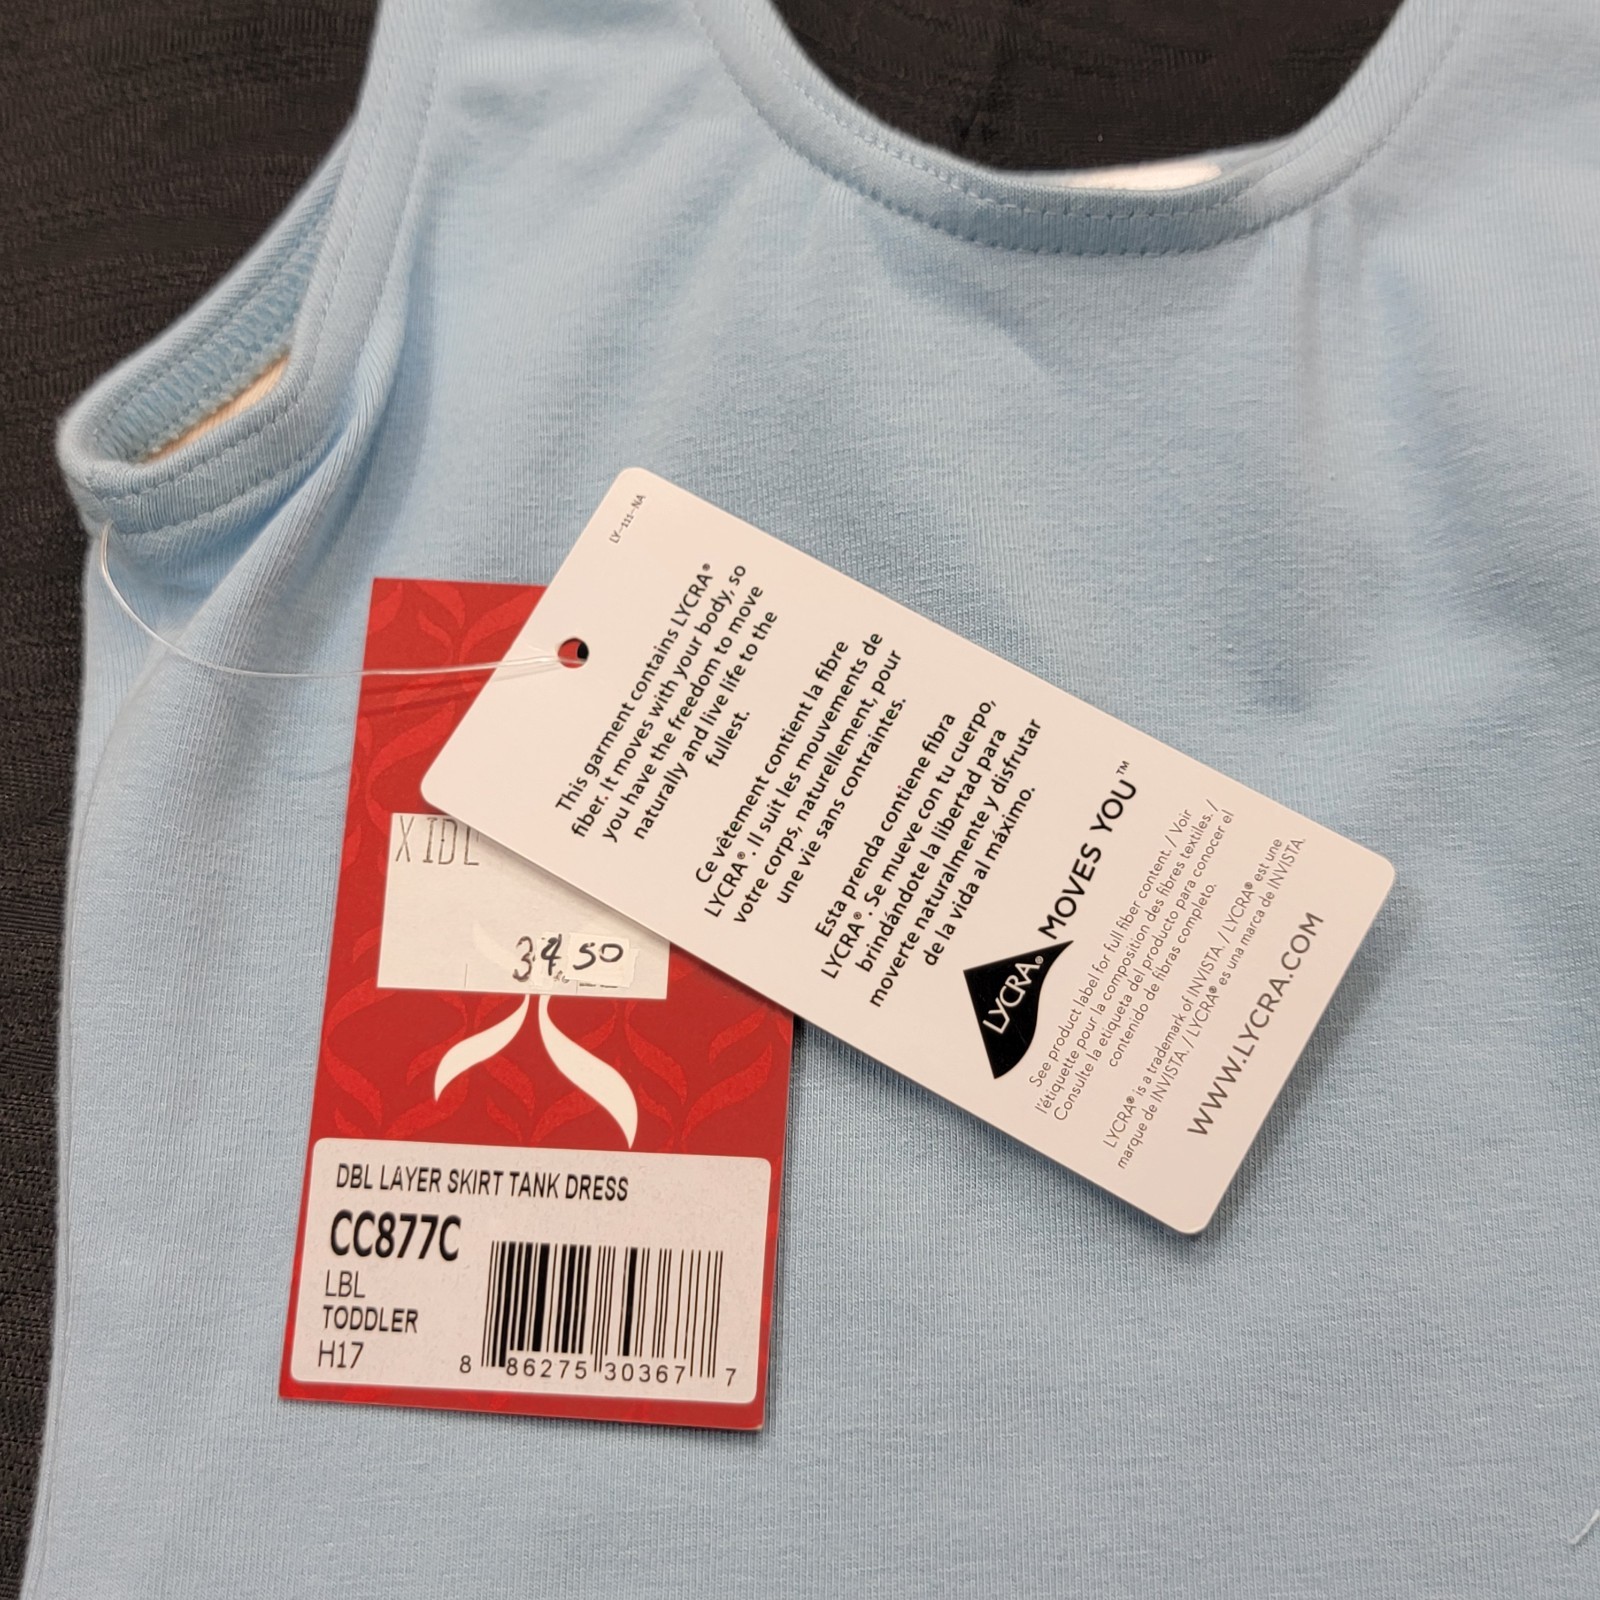 LY-111-NA
This garment contains LYCRA®
fiber. It moves with your body, so
you have the freedom to move
naturally and live life to the
fullest.
Ce vêtement contient la fibre
LYCRA®. Il suit les mouvements de
votre corps, naturellement, pour
une vie sans contraintes.
Esta prenda contiene fibra
LYCRA®. Se mueve con tu cuerpo,
brindándote la libertad para
moverte naturalmente y disfrutar
de la vida al máximo.
LYCRA® MOVES YOU™
See product label for full fiber content. / Voir
l'étiquette pour la composition des fibres textiles. /
Consulte la etiqueta del producto para conocer el
contenido de fibras completo.
LYCRA® is a trademark of INVISTA. / LYCRA® est une
marque de INVISTA. / LYCRA® es una marca de INVISTA.
WWW.LYCRA.COM
X IDL
34.50
DBL LAYER SKIRT TANK DRESS
CC877C
LBL
TODDLER
H17
8 86275 30367 7